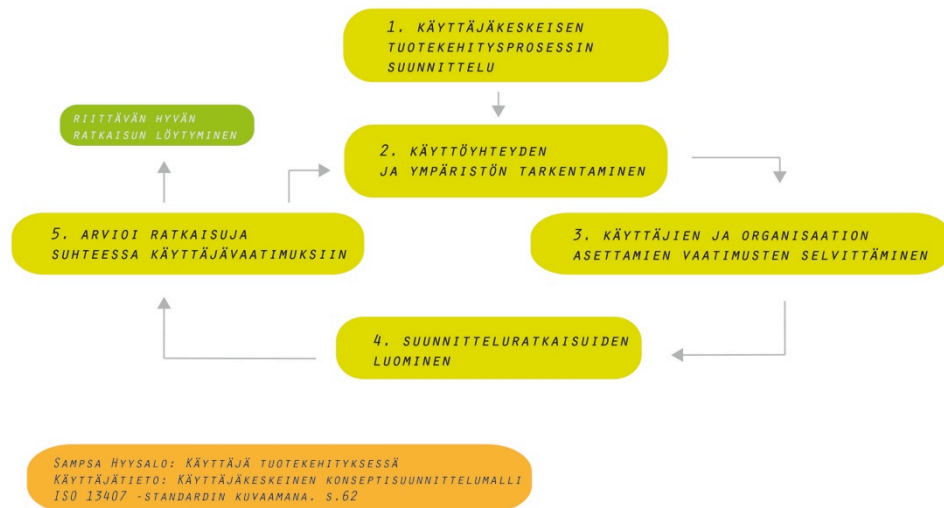 1. KÄYTTÄJÄKESKEISEN
TUOTEKEHITYSPROSESSIN
SUUNNITTELU
RIITTÄVÄN HYVÄN
RATKAISUN LÖYTYMINEN
2. KÄYTTÖYHTEYDEN
JA YMPÄRISTÖN TARKENTAMINEN
5. ARVIOI RATKAISUJA
SUHTEESSA KÄYTTÄJÄVAATIMUKSIIN
3. KÄYTTÄJIEN JA ORGANISAATION
ASETTAMIEN VAATIMUSTEN SELVITTÄMINEN
4. SUUNNITTELURATKAISUIDEN
LUOMINEN
SAMPSA HYYSALO: KÄYTTÄJÄ TUOTEKEHITYKSESSÄ
KÄYTTÄJÄTIETO: KÄYTTÄJÄKESKEINEN KONSEPTISUUNNITTELUMALLI
ISO 13407 -STANDARDIN KUVAAMANA. S.62